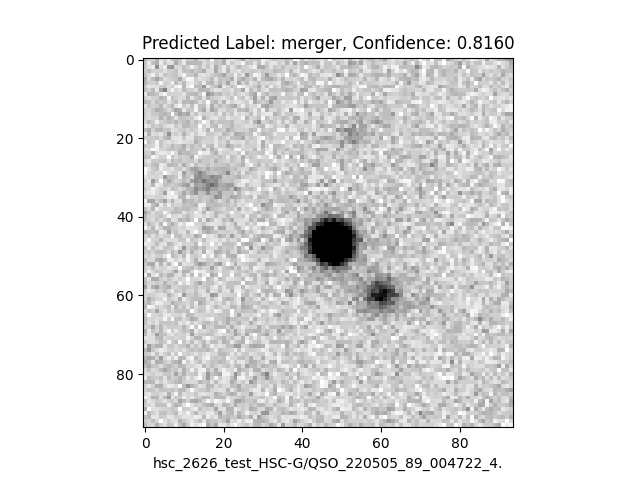 Predicted Label: merger, Confidence: 0.8160
0
20
40
60
80
0 20 40 60 80
hsc_2626_test_HSC-G/QSO_220505_89_004722_4.